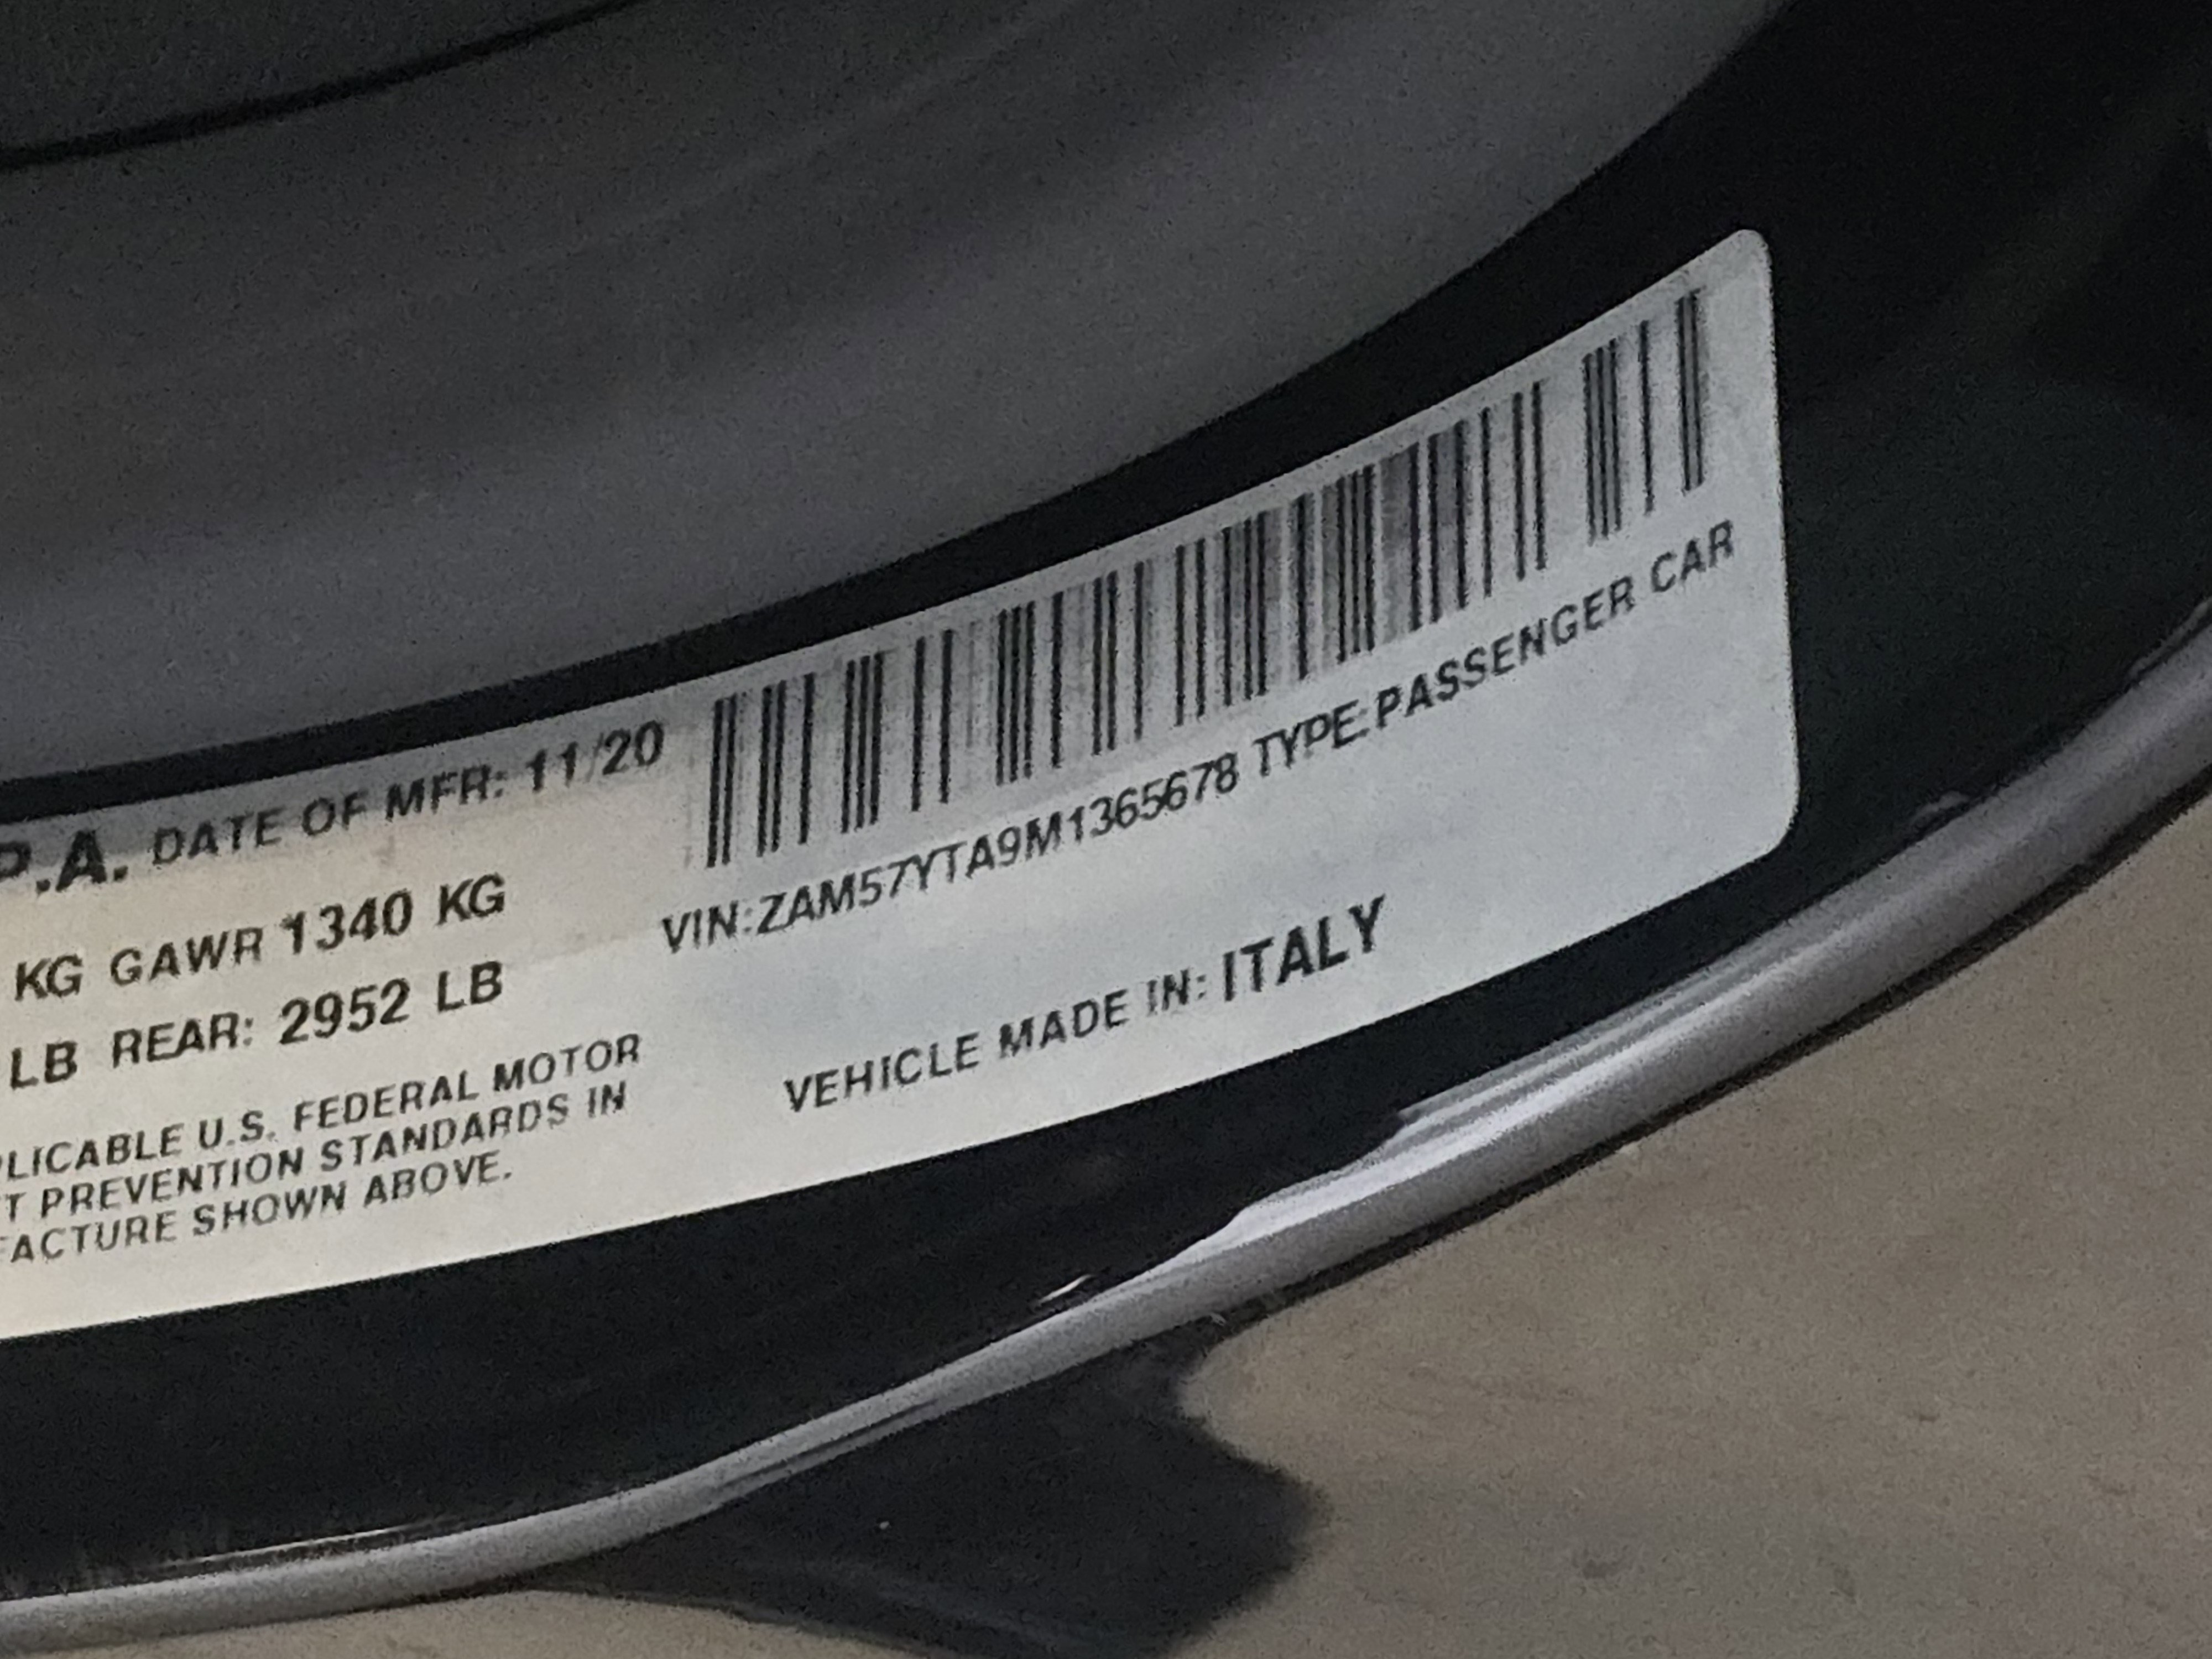 P.A. DATE OF MFR: 11/20
KG GAWR 1340 KG
LB REAR: 2952 LB
PLICABLE U.S. FEDERAL MOTOR
T PREVENTION STANDARDS IN
FACTURE SHOWN ABOVE.
VIN:ZAM57YTA9M1365678 TYPE:PASSENGER CAR
VEHICLE MADE IN: ITALY